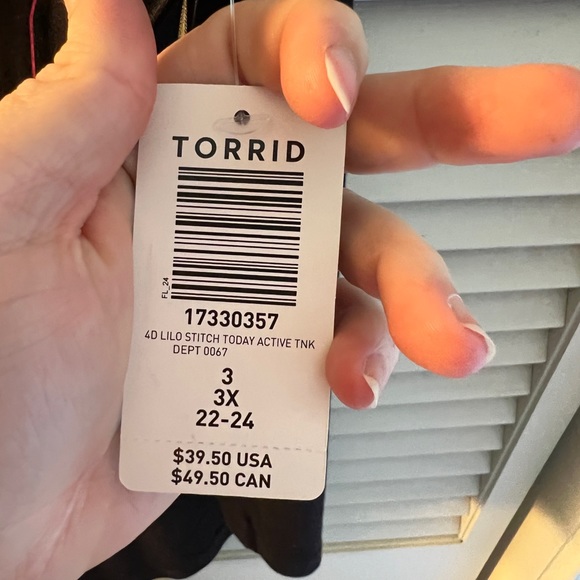 TORRID
FL_24
17330357
4D LILO STITCH TODAY ACTIVE TNK
DEPT 0067
3
3X
22-24
$39.50 USA
$49.50 CAN